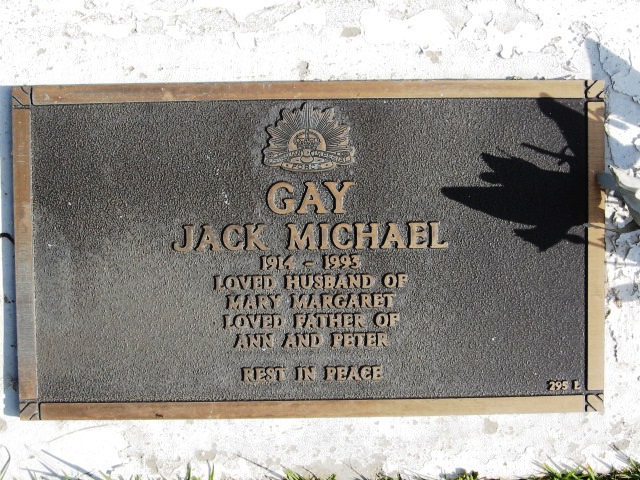 GAY
JACK MICHAEL
1914 - 1993
LOVED HUSBAND OF
MARY MARGARET
LOVED FATHER OF
ANN AND PETER
REST IN PEACE
295 L